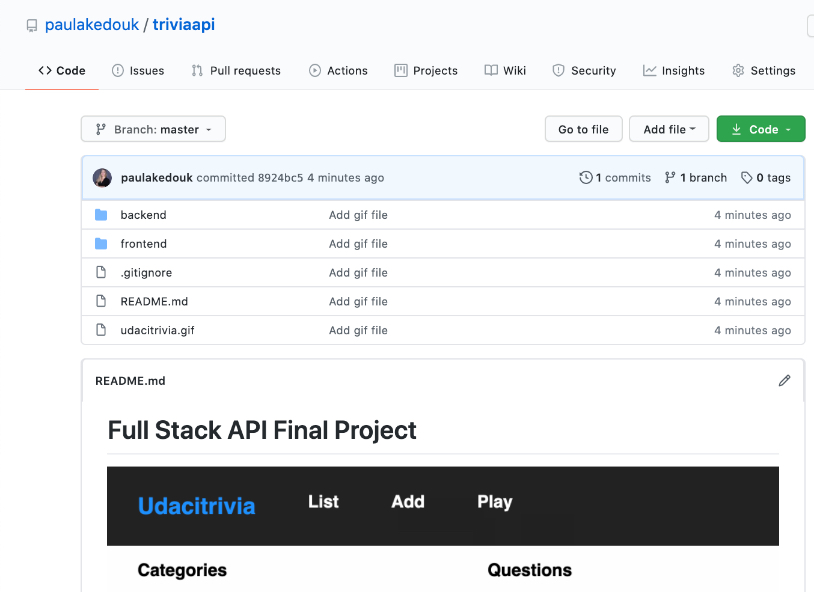 paulakedouk / triviaapi
Code Issues Pull requests Actions Projects Wiki Security Insights Settings
Branch: master Go to file Add file Code
paulakedouk committed 8924bc5 4 minutes ago 1 commits 1 branch 0 tags
backend Add gif file 4 minutes ago
frontend Add gif file 4 minutes ago
.gitignore Add gif file 4 minutes ago
README.md Add gif file 4 minutes ago
udacitrivia.gif Add gif file 4 minutes ago
README.md
Full Stack API Final Project
Udacitrivia List Add Play
Categories Questions